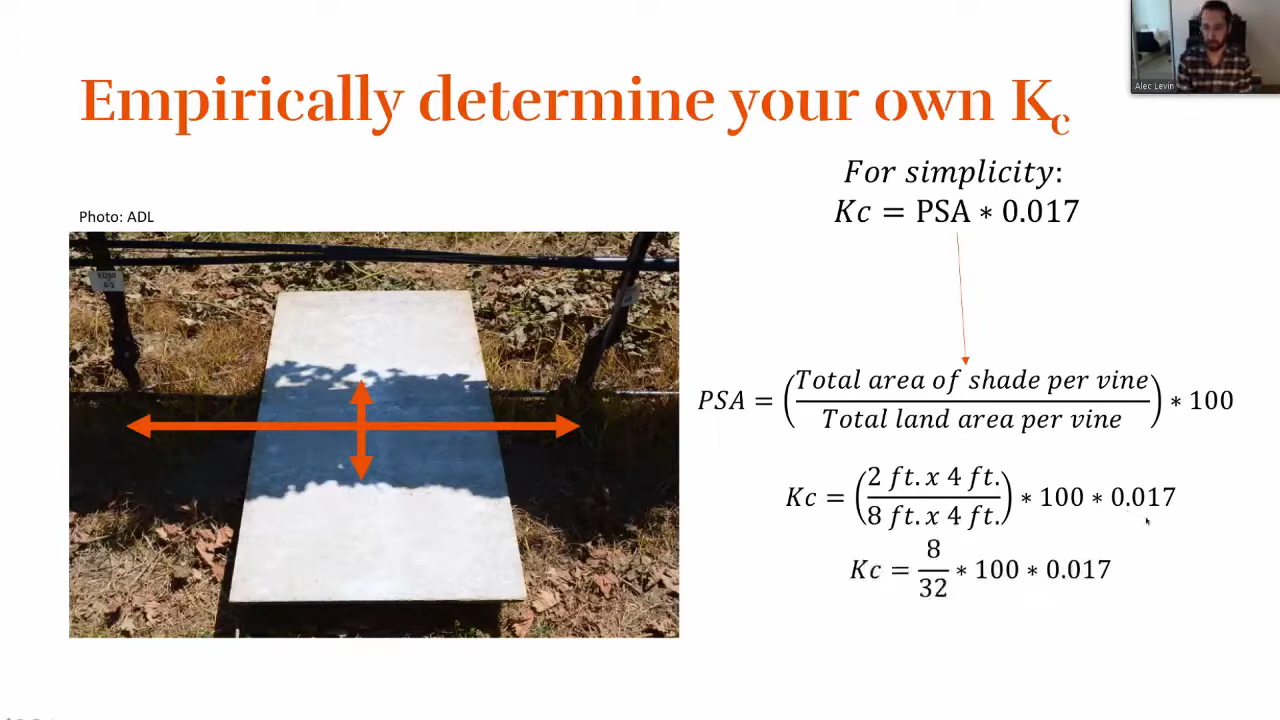 Alec Levin
Empirically determine your own Kc
For simplicity:
Kc = PSA * 0.017
Photo: ADL
PSA = (Total area of shade per vine / Total land area per vine) * 100
Kc = (2 ft. x 4 ft. / 8 ft. x 4 ft.) * 100 * 0.017
Kc = 8/32 * 100 * 0.017